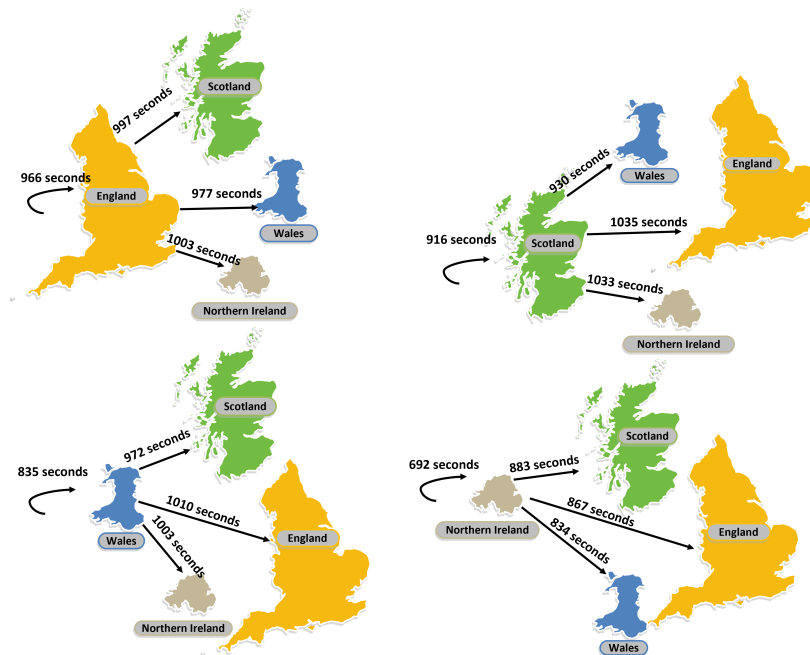 Scotland
997 seconds
966 seconds
England
977 seconds
Wales
1003 seconds
Northern Ireland
930 seconds
Wales
England
916 seconds
Scotland
1035 seconds
1033 seconds
Northern Ireland
Scotland
972 seconds
835 seconds
1010 seconds
Wales
England
1003 seconds
Northern Ireland
Scotland
692 seconds
883 seconds
Northern Ireland
867 seconds
England
834 seconds
Wales